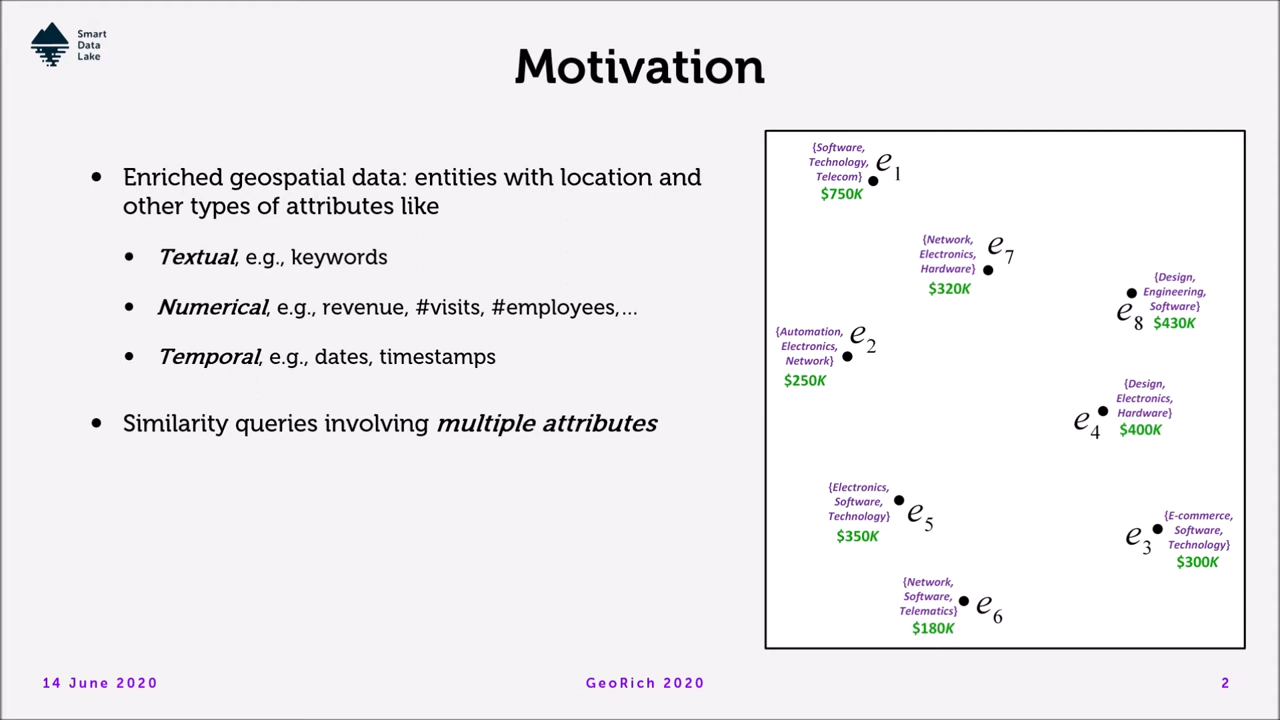 Smart
Data
Lake
Motivation
• Enriched geospatial data: entities with location and
other types of attributes like
• Textual, e.g., keywords
• Numerical, e.g., revenue, #visits, #employees,...
• Temporal, e.g., dates, timestamps
• Similarity queries involving multiple attributes
{Software,
Technology,
Telecom}
$750K
e1
{Network,
Electronics,
Hardware}
$320K
e7
{Design,
Engineering,
Software}
$430K
e8
{Automation,
Electronics,
Network}
$250K
e2
{Design,
Electronics,
Hardware}
$400K
e4
{Electronics,
Software,
Technology}
$350K
e5
{E-commerce,
Software,
Technology}
$300K
e3
{Network,
Software,
Telematics}
$180K
e6
14 June 2020
GeoRich 2020
2